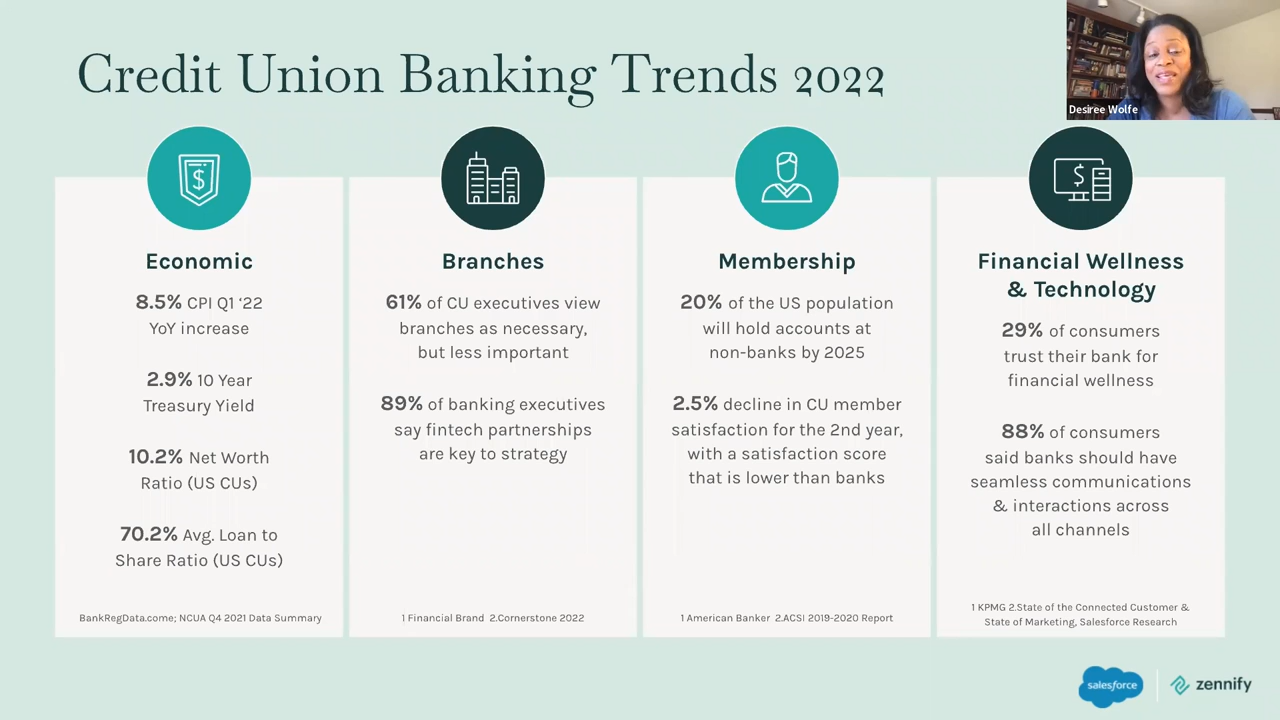 Credit Union Banking Trends 2022
Desiree Wolfe
Economic
8.5% CPI Q1 ‘22
YoY increase
2.9% 10 Year
Treasury Yield
10.2% Net Worth
Ratio (US CUs)
70.2% Avg. Loan to
Share Ratio (US CUs)
BankRegData.come; NCUA Q4 2021 Data Summary
Branches
61% of CU executives view
branches as necessary,
but less important
89% of banking executives
say fintech partnerships
are key to strategy
1 Financial Brand 2.Cornerstone 2022
Membership
20% of the US population
will hold accounts at
non-banks by 2025
2.5% decline in CU member
satisfaction for the 2nd year,
with a satisfaction score
that is lower than banks
1 American Banker 2.ACSI 2019-2020 Report
Financial Wellness
& Technology
29% of consumers
trust their bank for
financial wellness
88% of consumers
said banks should have
seamless communications
& interactions across
all channels
1 KPMG 2.State of the Connected Customer &
State of Marketing, Salesforce Research
salesforce
zennify